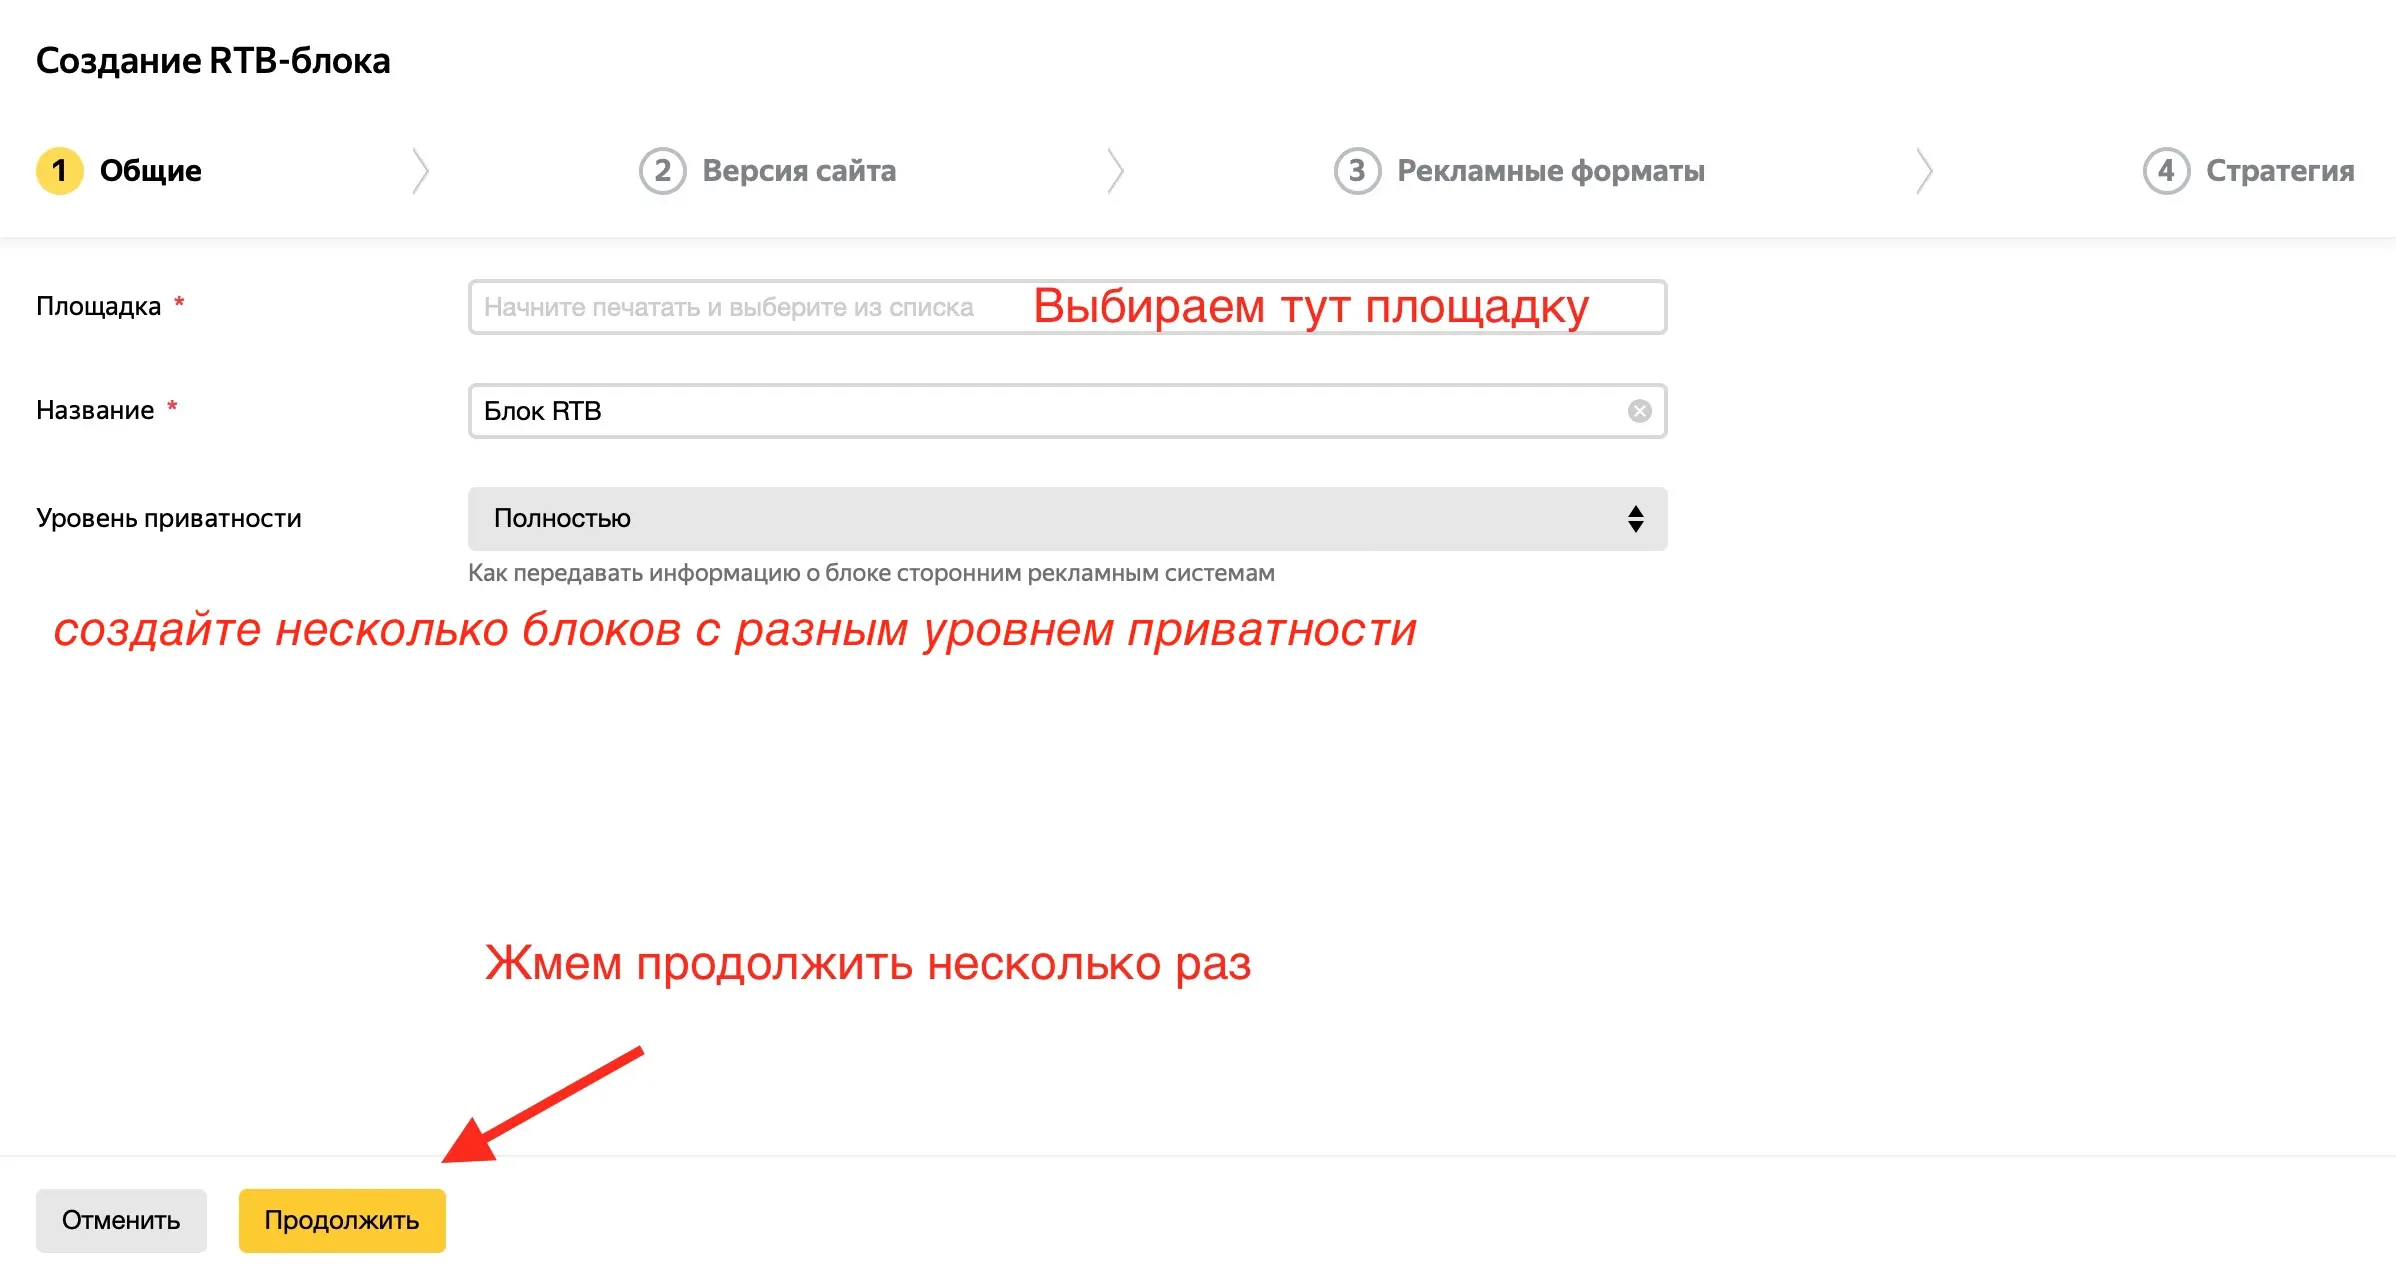 Создание RTB-блока
1 Общие
2 Версия сайта
3 Рекламные форматы
4 Стратегия
Площадка *
Начните печатать и выберите из списка
Выбираем тут площадку
Название *
Блок RTB
Уровень приватности
Полностью
Как передавать информацию о блоке сторонним рекламным системам
создайте несколько блоков с разным уровнем приватности
Жмем продолжить несколько раз
Отменить
Продолжить